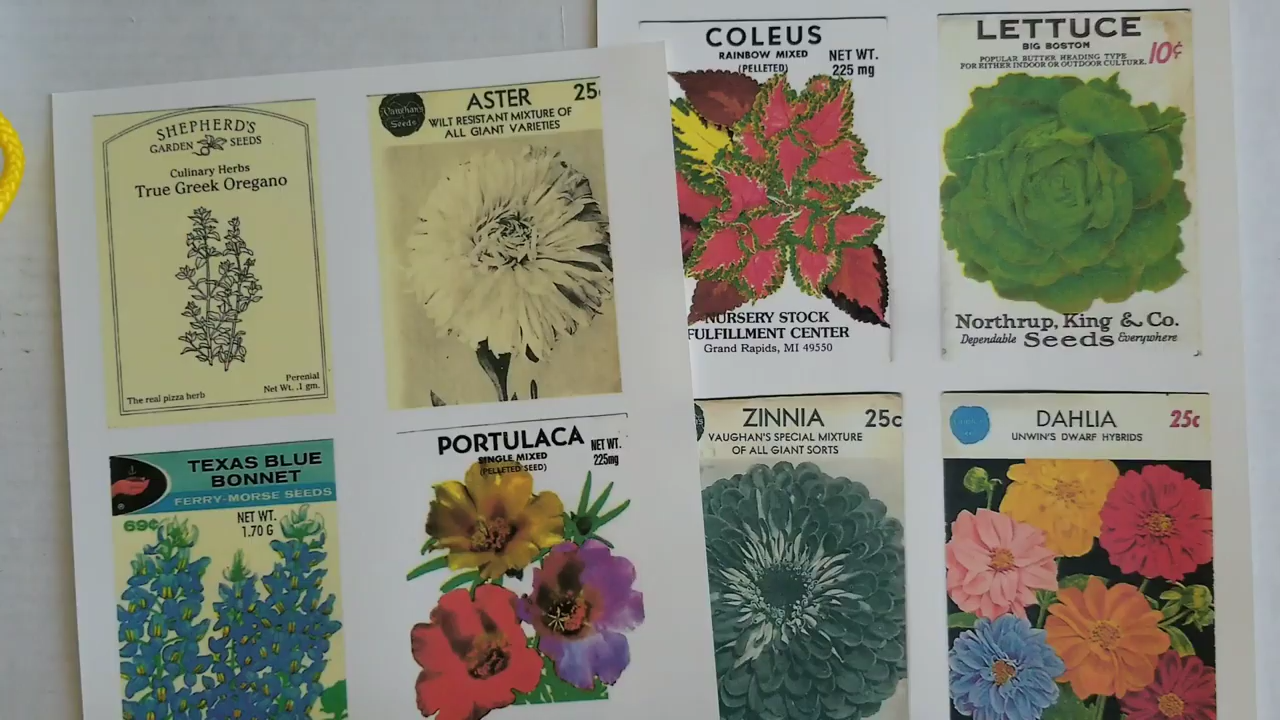 SHEPHERD'S
GARDEN SEEDS
Culinary Herbs
True Greek Oregano
The real pizza herb
Perenial
Net Wt. .1 gm.
Vaughan's
Seeds
ASTER
25
WILT RESISTANT MIXTURE OF
ALL GIANT VARIETIES
TEXAS BLUE
BONNET
FERRY-MORSE SEEDS
69¢
NET WT.
1.70 G
PORTULACA
SINGLE MIXED
(PELLETED SEED)
NET WT.
225mg
COLEUS
RAINBOW MIXED
(PELLETED)
NET WT.
225 mg
NURSERY STOCK
FULFILLMENT CENTER
Grand Rapids, MI 49550
LETTUCE
BIG BOSTON
POPULAR BUTTER HEADING TYPE
FOR EITHER INDOOR OR OUTDOOR CULTURE.
10¢
Northrup, King & Co.
Dependable Seeds Everywhere
ZINNIA
25c
VAUGHAN'S SPECIAL MIXTURE
OF ALL GIANT SORTS
DAHLIA
25c
UNWIN'S DWARF HYBRIDS